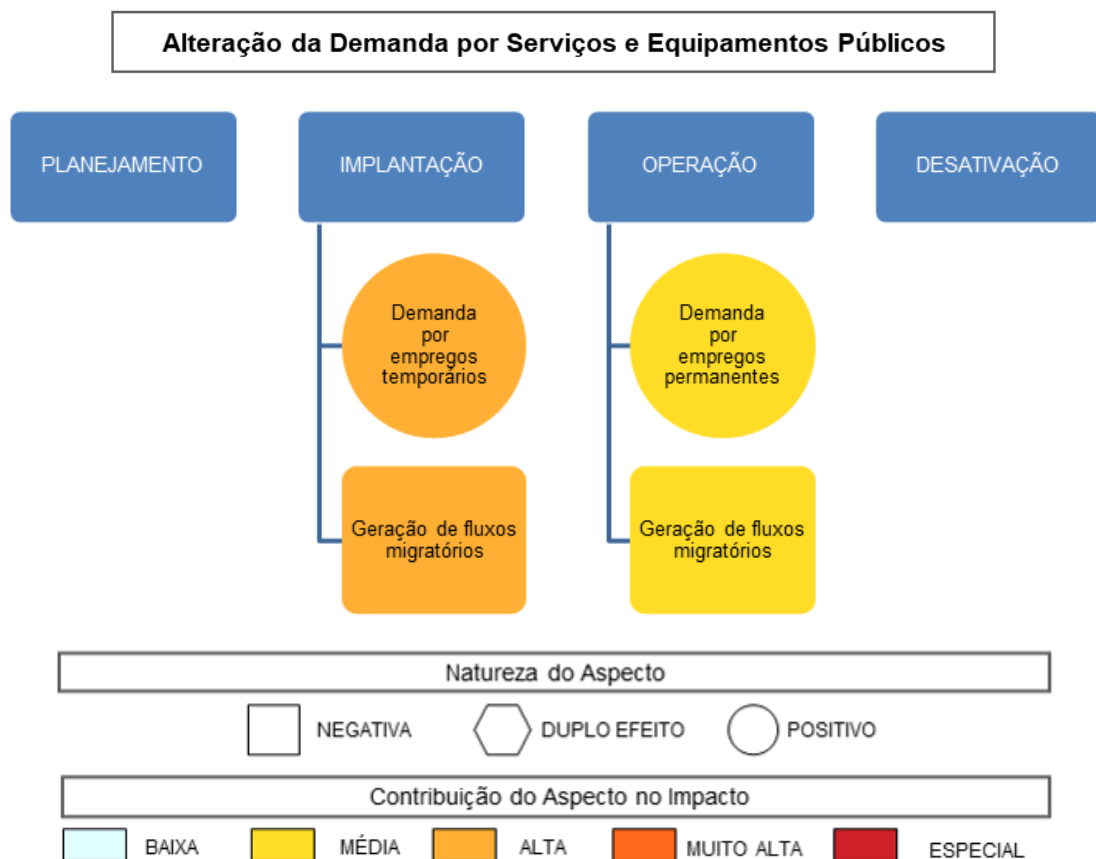 Alteração da Demanda por Serviços e Equipamentos Públicos
PLANEJAMENTO
IMPLANTAÇÃO
OPERAÇÃO
DESATIVAÇÃO
Demanda
por
empregos
temporários
Demanda
por
empregos
permanentes
Geração de fluxos
migratórios
Geração de fluxos
migratórios
Natureza do Aspecto
NEGATIVA
DUPLO EFEITO
POSITIVO
Contribuição do Aspecto no Impacto
BAIXA
MÉDIA
ALTA
MUITO ALTA
ESPECIAL